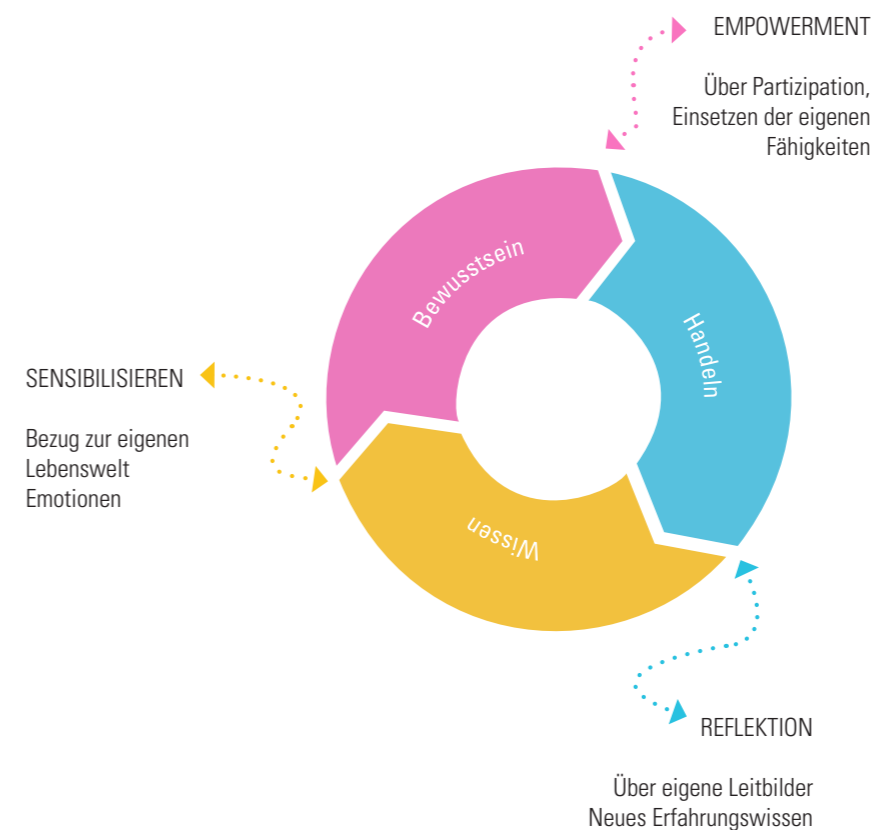 EMPOWERMENT
Über Partizipation,
Einsetzen der eigenen
Fähigkeiten
Bewusstsein
Handeln
SENSIBILISIEREN
Bezug zur eigenen
Lebenswelt
Emotionen
Wissen
REFLEKTION
Über eigene Leitbilder
Neues Erfahrungswissen